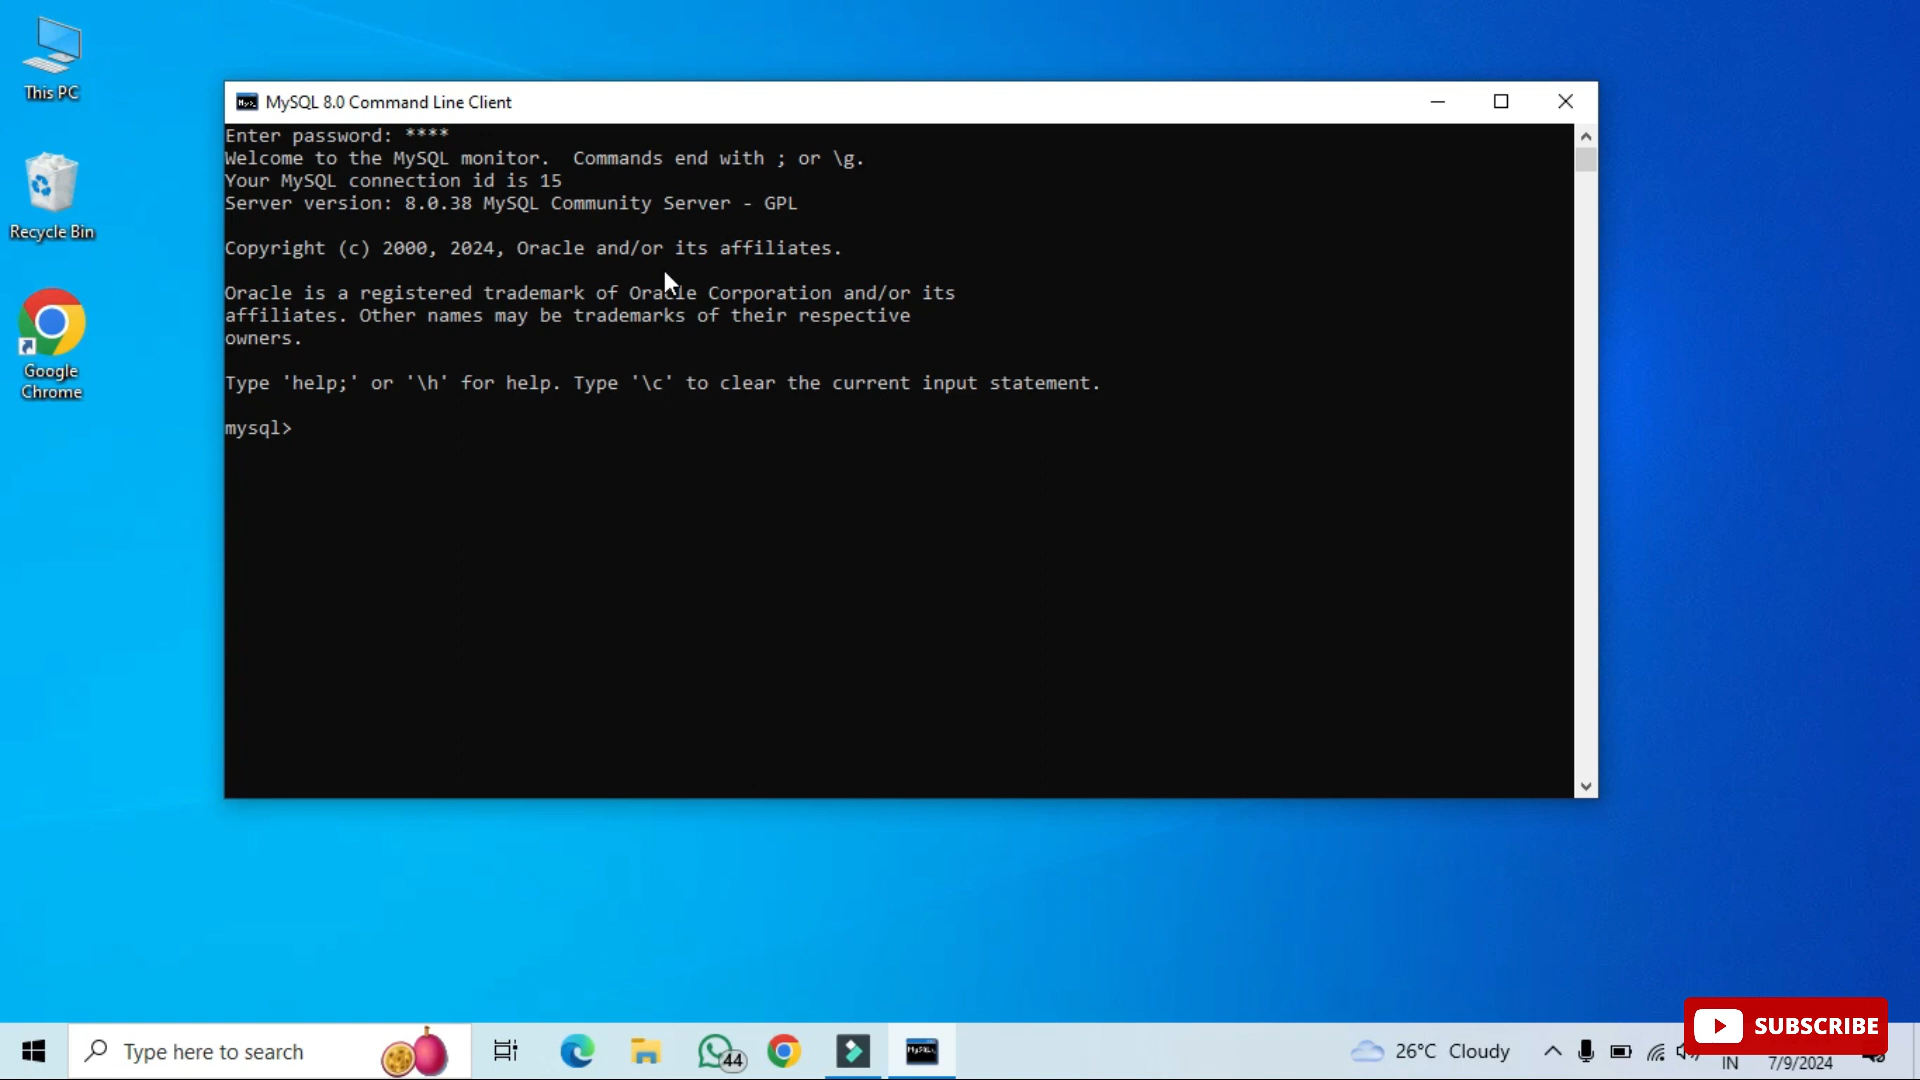 This PC
Recycle Bin
Google
Chrome
MySQL 8.0 Command Line Client
Enter password: ****
Welcome to the MySQL monitor.  Commands end with ; or \g.
Your MySQL connection id is 15
Server version: 8.0.38 MySQL Community Server - GPL
Copyright (c) 2000, 2024, Oracle and/or its affiliates.
Oracle is a registered trademark of Oracle Corporation and/or its
affiliates. Other names may be trademarks of their respective
owners.
Type 'help;' or '\h' for help. Type '\c' to clear the current input statement.
mysql>
Type here to search
44
26°C Cloudy
IN
7/9/2024
SUBSCRIBE